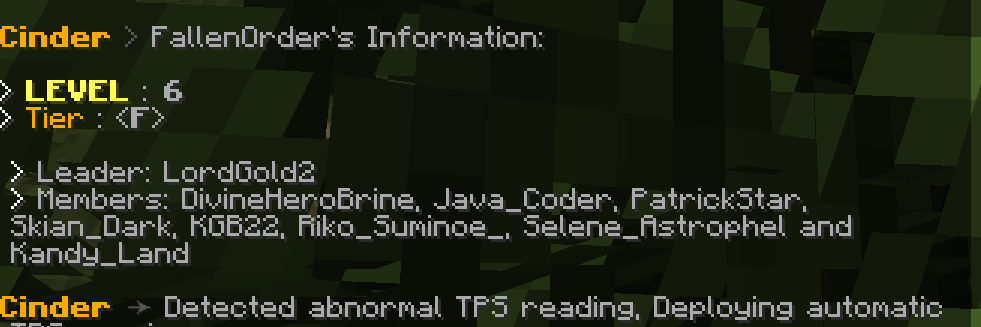 Cinder > FallenOrder's Information:
> LEVEL : 6
> Tier : <F>
> Leader: LordGold2
> Members: DivineHeroBrine, Java_Coder, PatrickStar,
Skian_Dark, KGB22, Riko_Suminoe_, Selene_Astrophel and
Kandy_Land
Cinder → Detected abnormal TPS reading, Deploying automatic